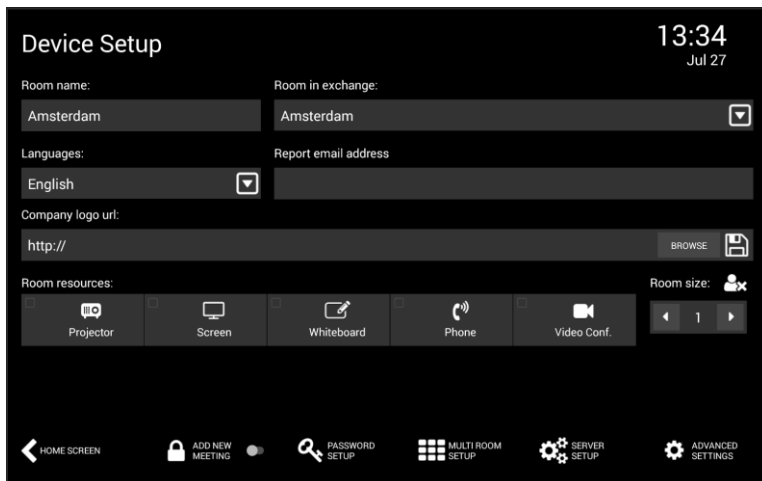 Device Setup
13:34
Jul 27
Room name:
Room in exchange:
Amsterdam
Amsterdam
Languages:
Report email address
English
Company logo url:
http://
BROWSE
Room resources:
Room size:
Projector
Screen
Whiteboard
Phone
Video Conf.
1
HOME SCREEN
ADD NEW
MEETING
PASSWORD
SETUP
MULTI ROOM
SETUP
SERVER
SETUP
ADVANCED
SETTINGS